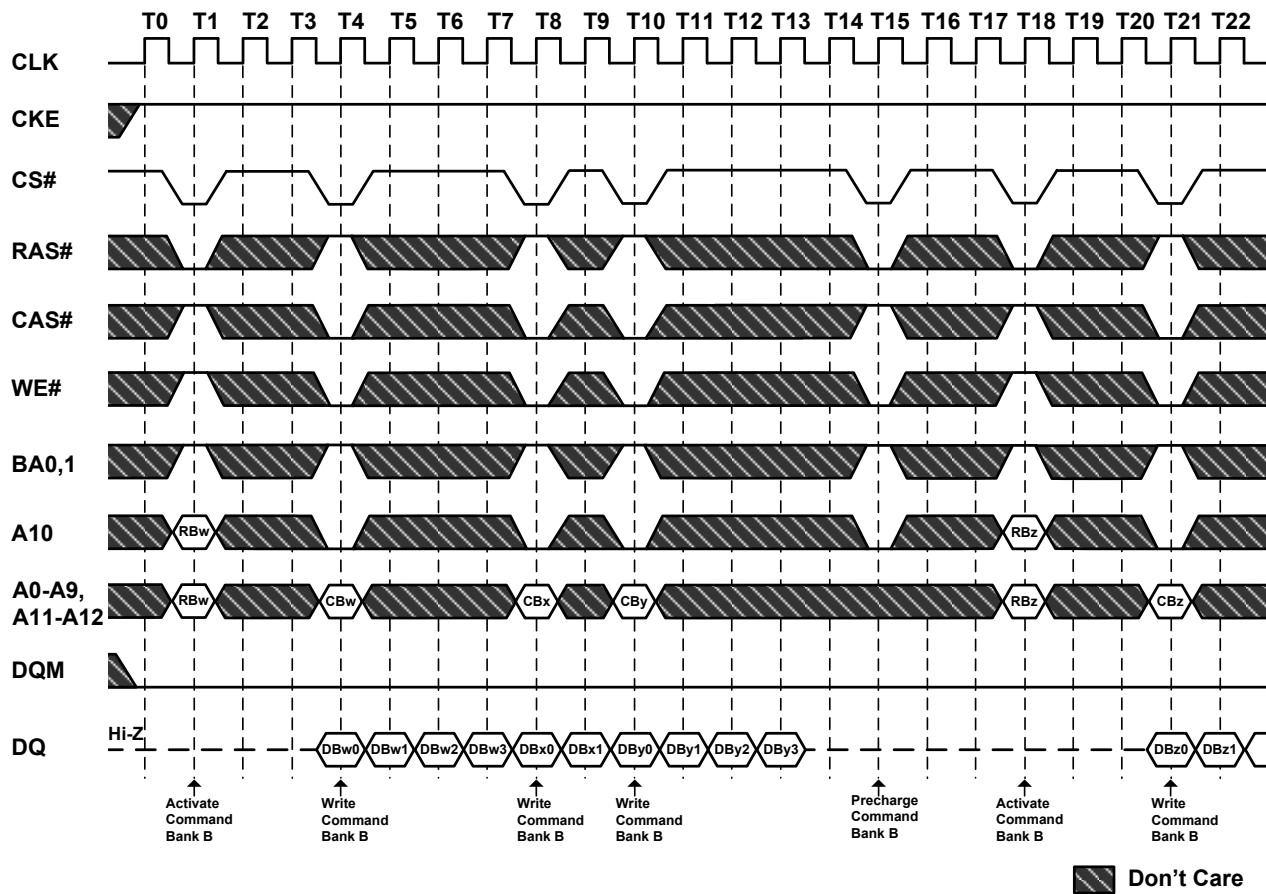 T0 T1 T2 T3 T4 T5 T6 T7 T8 T9 T10 T11 T12 T13 T14 T15 T16 T17 T18 T19 T20 T21 T22
CLK
CKE
CS#
RAS#
CAS#
WE#
BA0,1
A10
RBw RBz
A0-A9,
A11-A12
RBw CBw CBx CBy RBz CBz
DQM
DQ
Hi-Z
DBw0 DBw1 DBw2 DBw3 DBx0 DBx1 DBy0 DBy1 DBy2 DBy3 DBz0 DBz1
Activate
Command
Bank B
Write
Command
Bank B
Write
Command
Bank B
Write
Command
Bank B
Precharge
Command
Bank B
Activate
Command
Bank B
Write
Command
Bank B
Don't Care